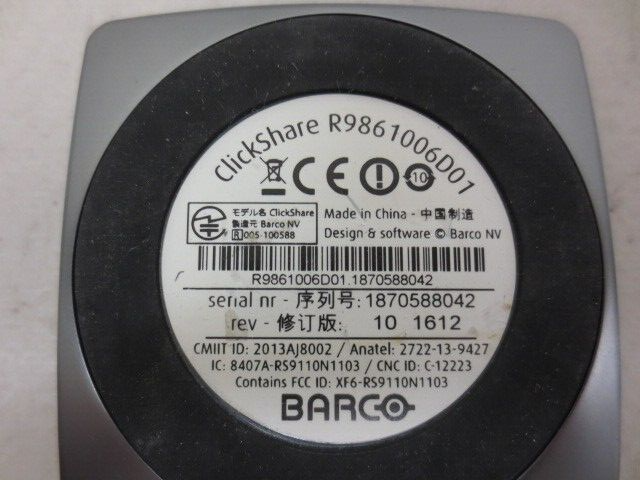 ClickShare R9861006D01
CE 10
モデル名 ClickShare
製造元 Barco NV
R 005-100588
Made in China - 中国制造
Design & software © Barco NV
R9861006D01 1870588042
serial nr - 序列号: 1870588042
rev - 修订版: 10 1612
CMIIT ID: 2013AJ8002 / Anatel: 2722-13-9427
IC: 8407A-RS9110N1103 / CNC ID: C-12223
Contains FCC ID: XF6-RS9110N1103
BARCO